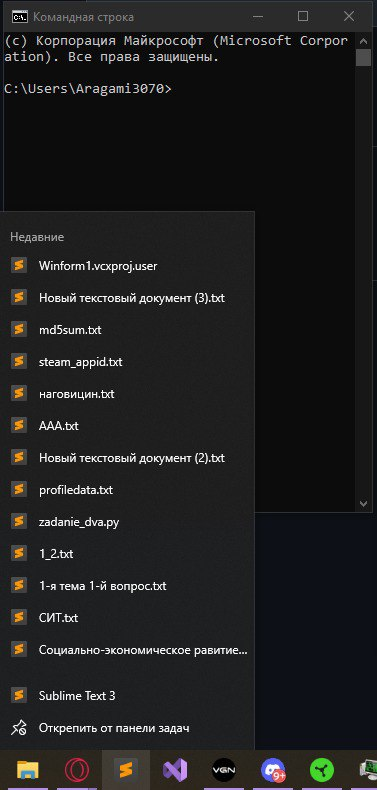 Командная строка
(c) Корпорация Майкрософт (Microsoft Corpor
ation). Все права защищены.
C:\Users\Aragami3070>
Недавние
Winform1.vcxproj.user
Новый текстовый документ (3).txt
md5sum.txt
steam_appid.txt
наговицин.txt
AAA.txt
Новый текстовый документ (2).txt
profiledata.txt
zadanie_dva.py
1_2.txt
1-я тема 1-й вопрос.txt
СИТ.txt
Социально-экономическое равитие...
Sublime Text 3
Открепить от панели задач
VGN
9+